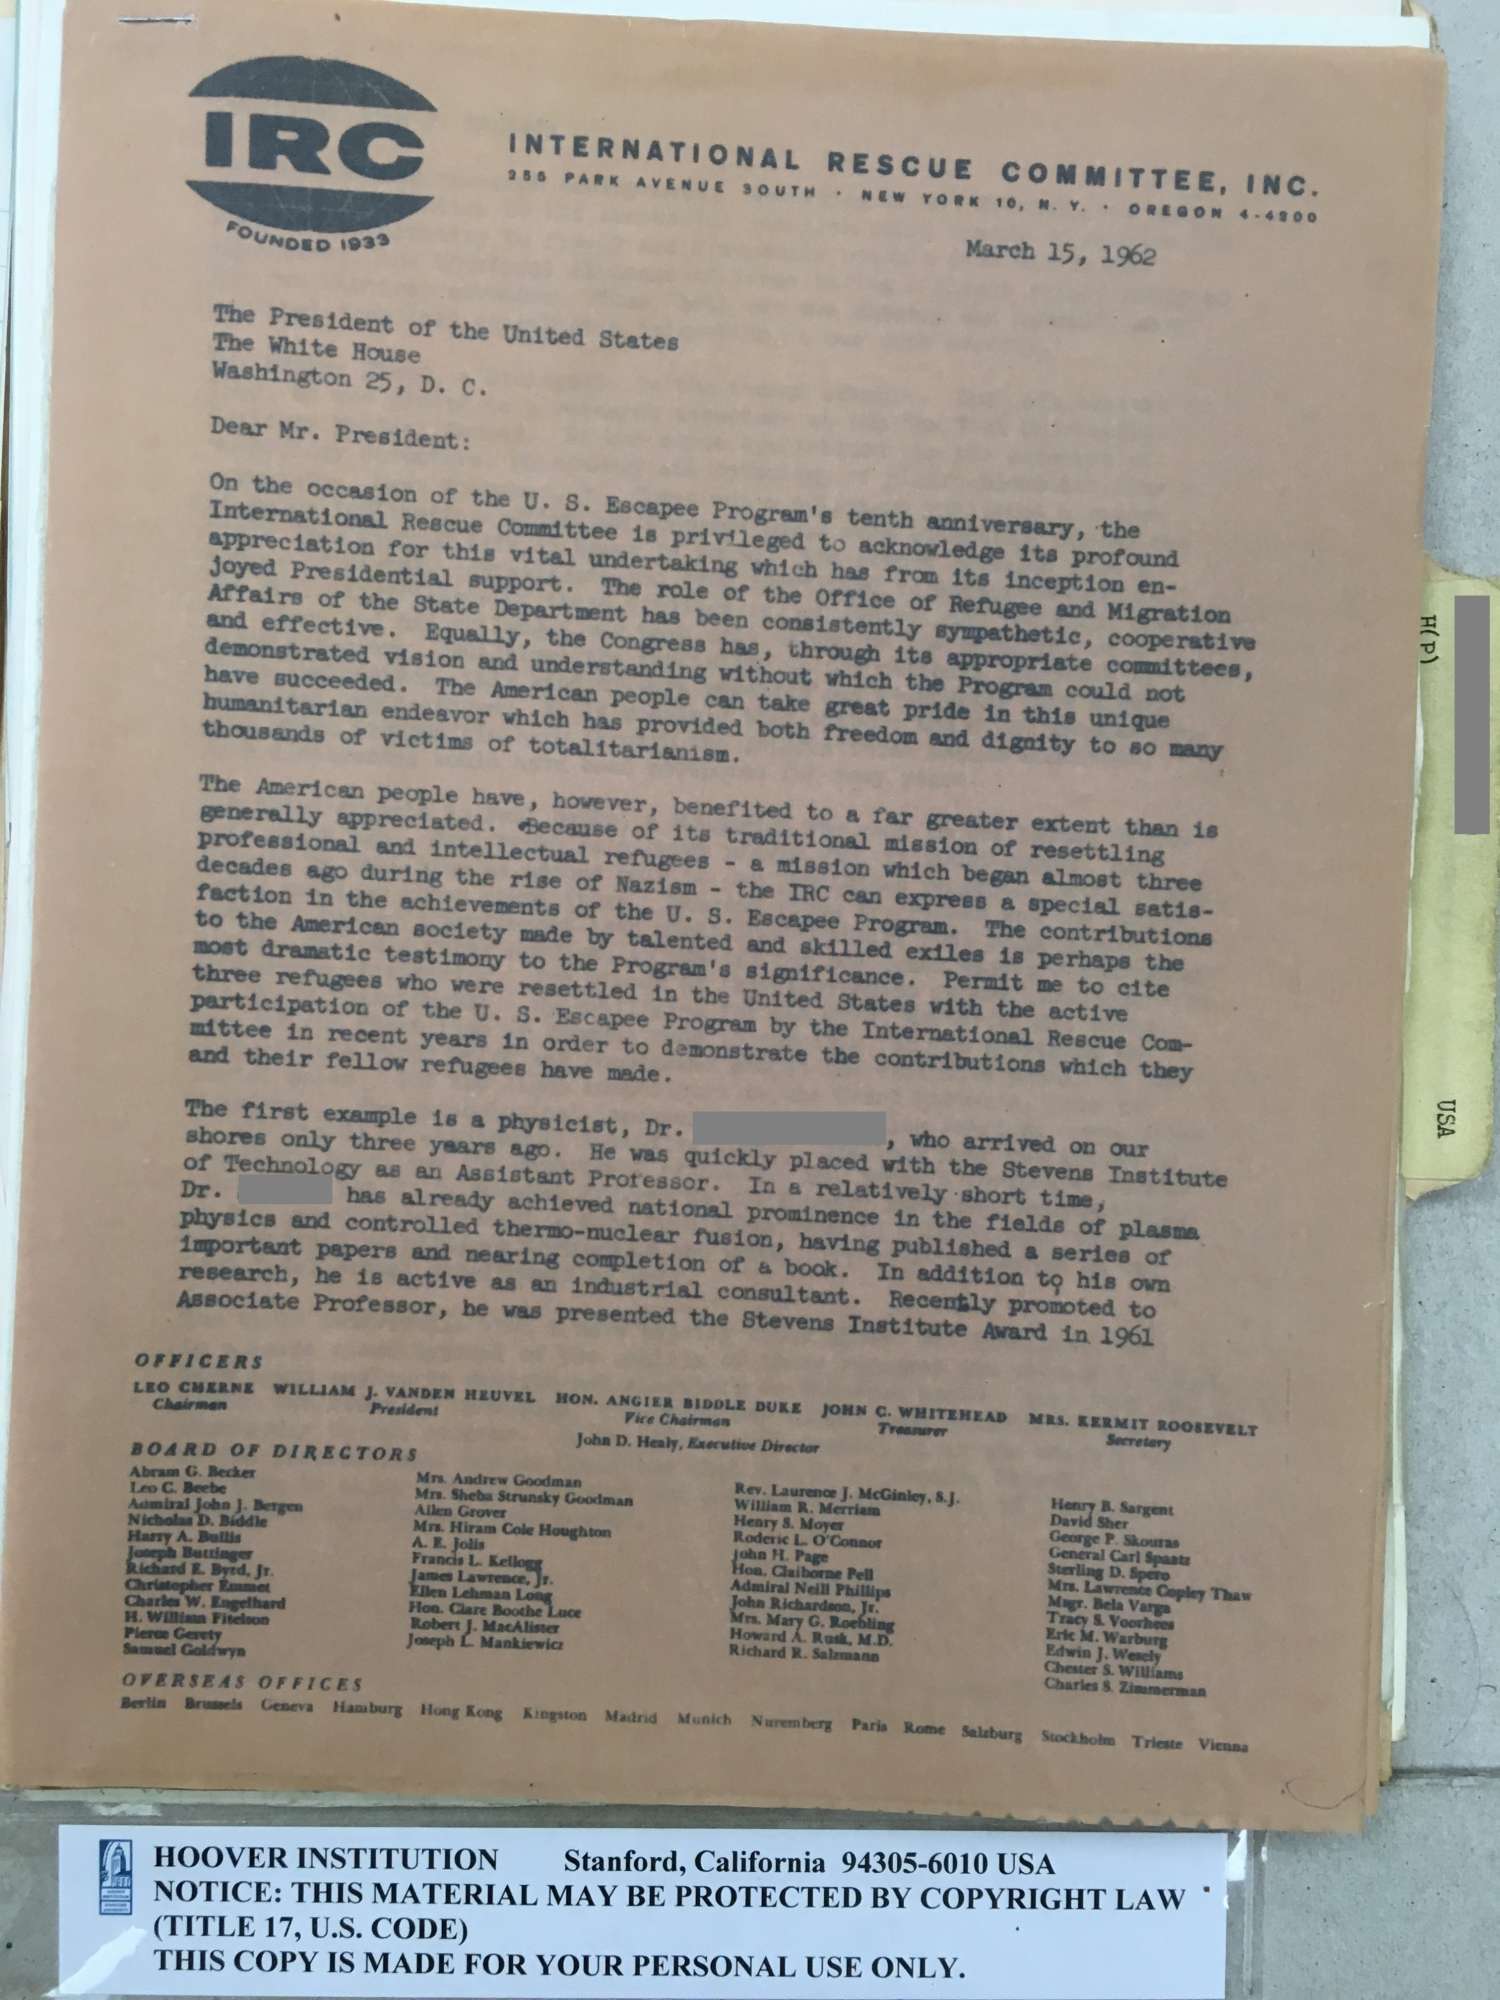 IRC
FOUNDED 1933
INTERNATIONAL RESCUE COMMITTEE, INC.
255 PARK AVENUE SOUTH · NEW YORK 10, N. Y. · OREGON 4-4200
March 15, 1962
The President of the United States
The White House
Washington 25, D. C.
Dear Mr. President:
On the occasion of the U. S. Escapee Program's tenth anniversary, the
International Rescue Committee is privileged to acknowledge its profound
appreciation for this vital undertaking which has from its inception en-
joyed Presidential support. The role of the Office of Refugee and Migration
Affairs of the State Department has been consistently sympathetic, cooperative
and effective. Equally, the Congress has, through its appropriate committees,
demonstrated vision and understanding without which the Program could not
have succeeded. The American people can take great pride in this unique
humanitarian endeavor which has provided both freedom and dignity to so many
thousands of victims of totalitarianism.
The American people have, however, benefited to a far greater extent than is
generally appreciated. Because of its traditional mission of resettling
professional and intellectual refugees - a mission which began almost three
decades ago during the rise of Nazism - the IRC can express a special satis-
faction in the achievements of the U. S. Escapee Program. The contributions
to the American society made by talented and skilled exiles is perhaps the
most dramatic testimony to the Program's significance. Permit me to cite
three refugees who were resettled in the United States with the active
participation of the U. S. Escapee Program by the International Rescue Com-
mittee in recent years in order to demonstrate the contributions which they
and their fellow refugees have made.
The first example is a physicist, Dr. , who arrived on our
shores only three years ago. He was quickly placed with the Stevens Institute
of Technology as an Assistant Professor. In a relatively short time,
Dr. has already achieved national prominence in the fields of plasma
physics and controlled thermo-nuclear fusion, having published a series of
important papers and nearing completion of a book. In addition to his own
research, he is active as an industrial consultant. Recently promoted to
Associate Professor, he was presented the Stevens Institute Award in 1961
OFFICERS
LEO CHERNE WILLIAM J. VANDEN HEUVEL HON. ANGIER BIDDLE DUKE JOHN C. WHITEHEAD MRS. KERMIT ROOSEVELT
Chairman President Vice Chairman Treasurer Secretary
John D. Healy, Executive Director
BOARD OF DIRECTORS
Abram G. Becker
Leo C. Beebe
Admiral John J. Bergen
Nicholas D. Biddle
Harry A. Bullis
Joseph Buttinger
Richard E. Byrd, Jr.
Christopher Emmet
Charles W. Engelhard
H. William Fitelson
Pierce Gerety
Samuel Goldwyn
Mrs. Andrew Goodman
Mrs. Sheba Strunsky Goodman
Allen Grover
Mrs. Hiram Cole Houghton
A. E. Jolis
Francis L. Kellogg
James Lawrence, Jr.
Ellen Lehman Long
Hon. Clare Boothe Luce
Robert J. MacAlister
Joseph L. Mankiewicz
Rev. Laurence J. McGinley, S.J.
William R. Merriam
Henry S. Moyer
Roderic L. O'Connor
John H. Page
Hon. Claiborne Pell
Admiral Neill Phillips
John Richardson, Jr.
Mrs. Mary G. Roebling
Howard A. Rusk, M.D.
Richard R. Salzmann
Henry B. Sargent
David Sher
George P. Skouras
General Carl Spaatz
Sterling D. Spero
Mrs. Lawrence Copley Thaw
Msgr. Bela Varga
Tracy S. Voorhees
Eric M. Warburg
Edwin J. Wesely
Chester S. Williams
Charles S. Zimmerman
OVERSEAS OFFICES
Berlin Brussels Geneva Hamburg Hong Kong Kingston Madrid Munich Nuremberg Paris Rome Salzburg Stockholm Trieste Vienna
H(P)
USA
HOOVER INSTITUTION Stanford, California 94305-6010 USA
NOTICE: THIS MATERIAL MAY BE PROTECTED BY COPYRIGHT LAW
(TITLE 17, U.S. CODE)
THIS COPY IS MADE FOR YOUR PERSONAL USE ONLY.